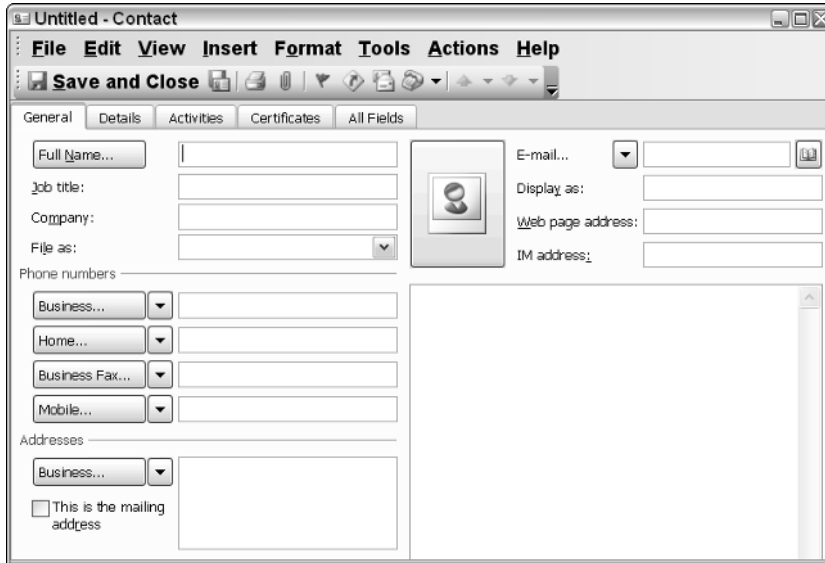 Untitled - Contact
File Edit View Insert Format Tools Actions Help
Save and Close
General Details Activities Certificates All Fields
Full Name...
Job title:
Company:
File as:
E-mail...
Display as:
Web page address:
IM address:
Phone numbers
Business...
Home...
Business Fax...
Mobile...
Addresses
Business...
This is the mailing
address